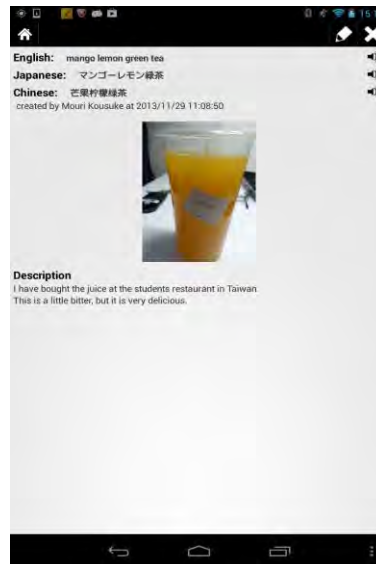 15:1
English: mango lemon green tea
Japanese: マンゴーレモン緑茶
Chinese: 芒果柠檬绿茶
created by Mouri Kousuke at 2013/11/29 11:08:50
Description
I have bought the juice at the students restaurant in Taiwan
This is a little bitter, but it is very delicious.